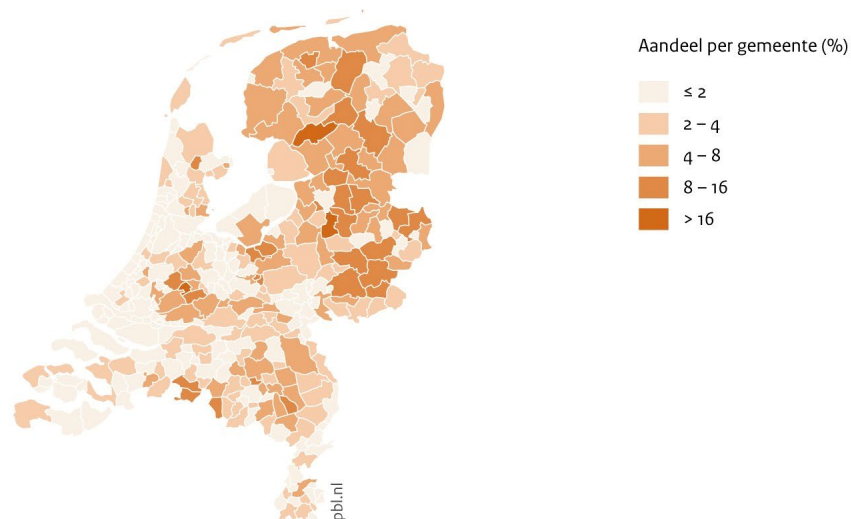 Aandeel per gemeente (%)
≤ 2
2 – 4
4 – 8
8 – 16
> 16
pbl.nl